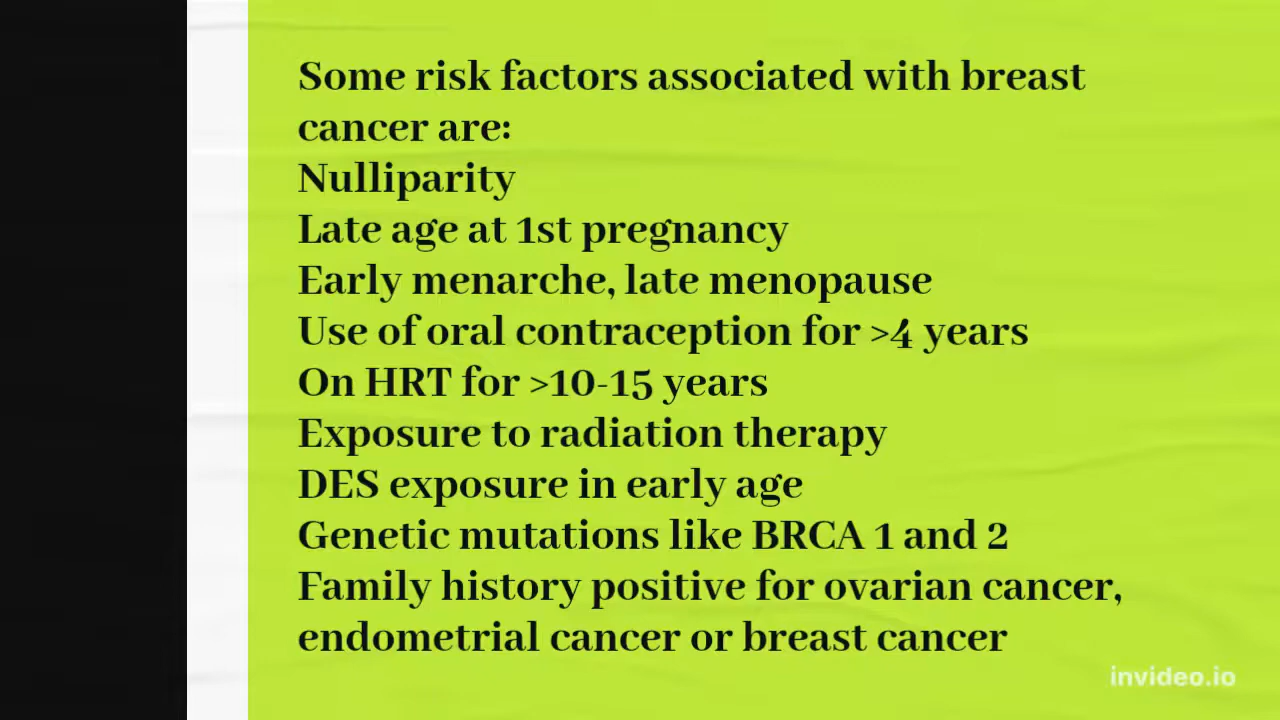 Some risk factors associated with breast
cancer are:
Nulliparity
Late age at 1st pregnancy
Early menarche, late menopause
Use of oral contraception for >4 years
On HRT for >10-15 years
Exposure to radiation therapy
DES exposure in early age
Genetic mutations like BRCA 1 and 2
Family history positive for ovarian cancer,
endometrial cancer or breast cancer
invideo.io